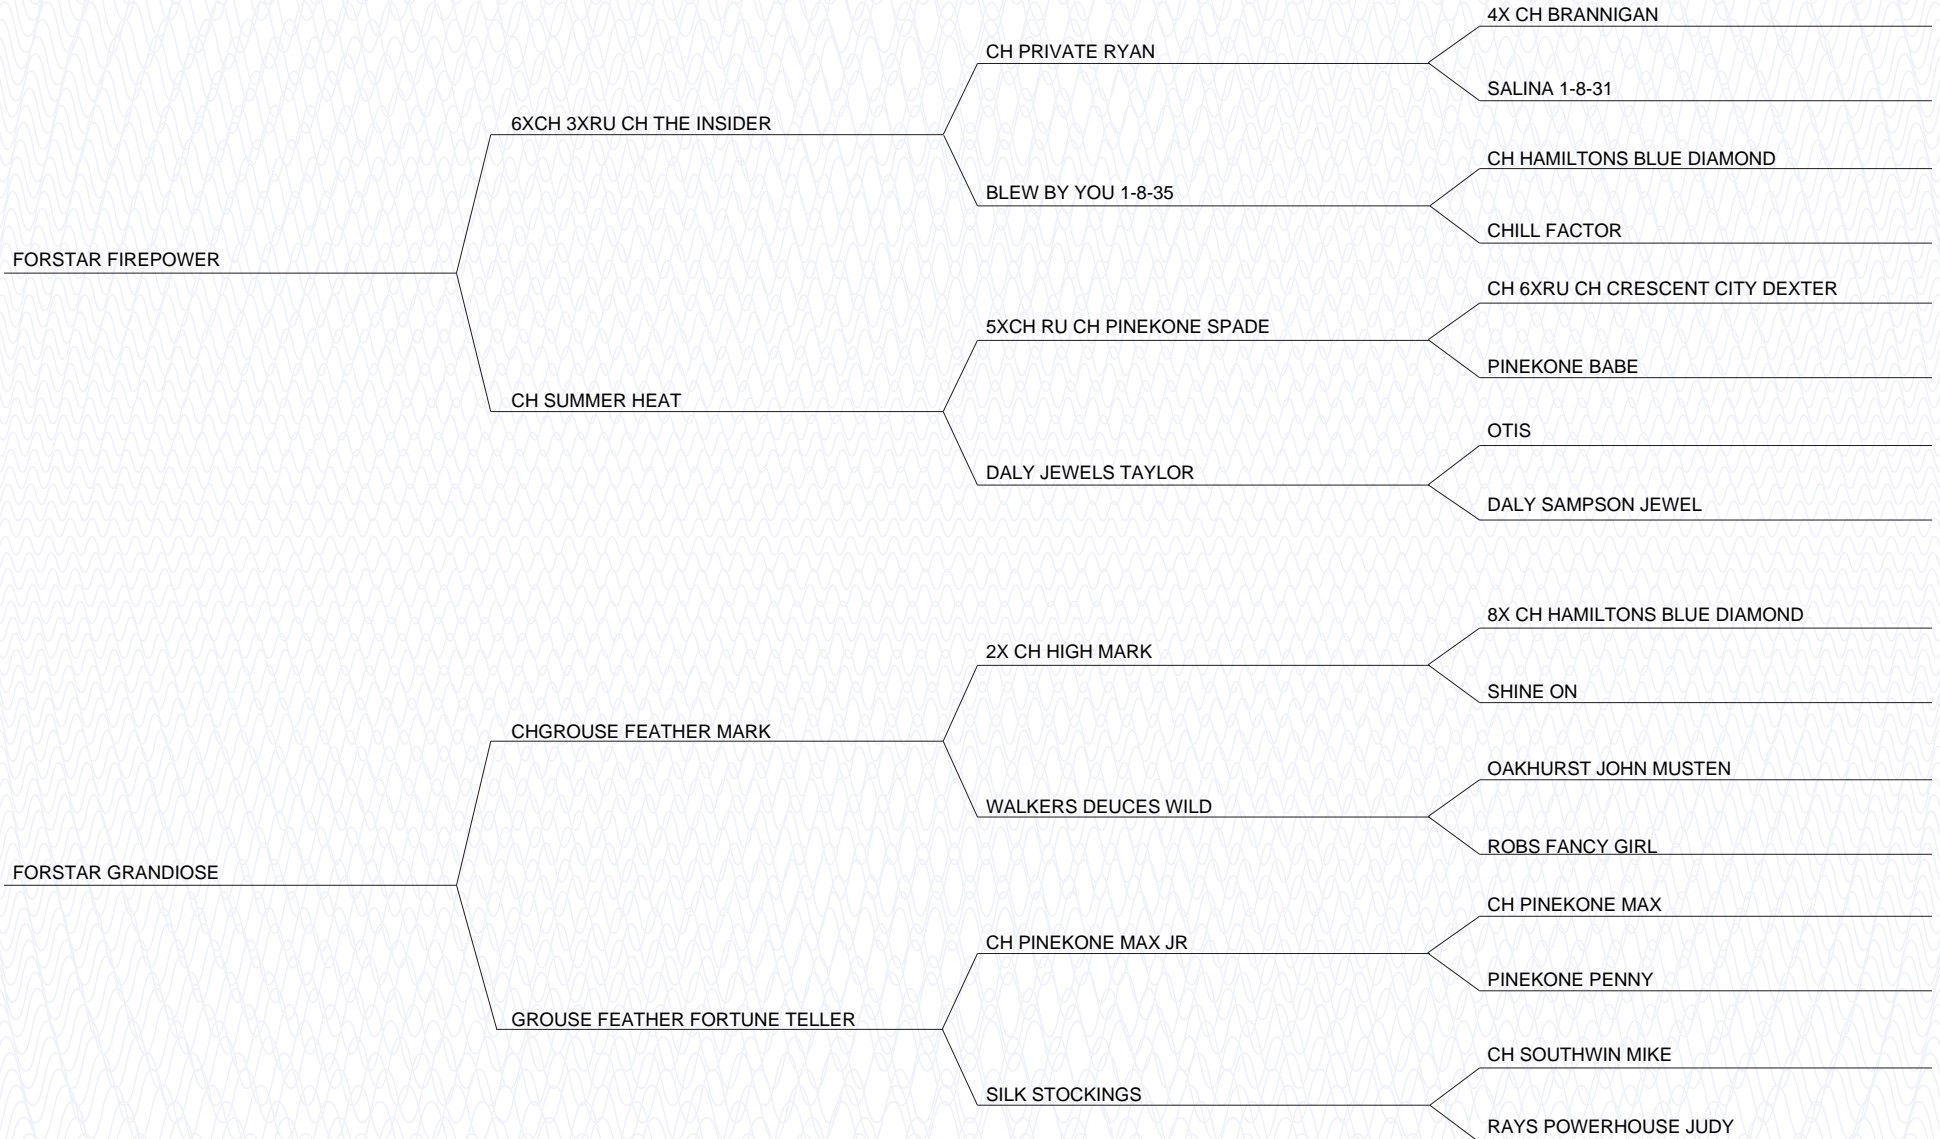 4X CH BRANNIGAN
CH PRIVATE RYAN
SALINA 1-8-31
6XCH 3XRU CH THE INSIDER
CH HAMILTONS BLUE DIAMOND
BLEW BY YOU 1-8-35
CHILL FACTOR
FORSTAR FIREPOWER
CH 6XRU CH CRESCENT CITY DEXTER
5XCH RU CH PINEKONE SPADE
PINEKONE BABE
CH SUMMER HEAT
OTIS
DALY JEWELS TAYLOR
DALY SAMPSON JEWEL
8X CH HAMILTONS BLUE DIAMOND
2X CH HIGH MARK
SHINE ON
CHGROUSE FEATHER MARK
OAKHURST JOHN MUSTEN
WALKERS DEUCES WILD
ROBS FANCY GIRL
FORSTAR GRANDIOSE
CH PINEKONE MAX
CH PINEKONE MAX JR
PINEKONE PENNY
GROUSE FEATHER FORTUNE TELLER
CH SOUTHWIN MIKE
SILK STOCKINGS
RAYS POWERHOUSE JUDY